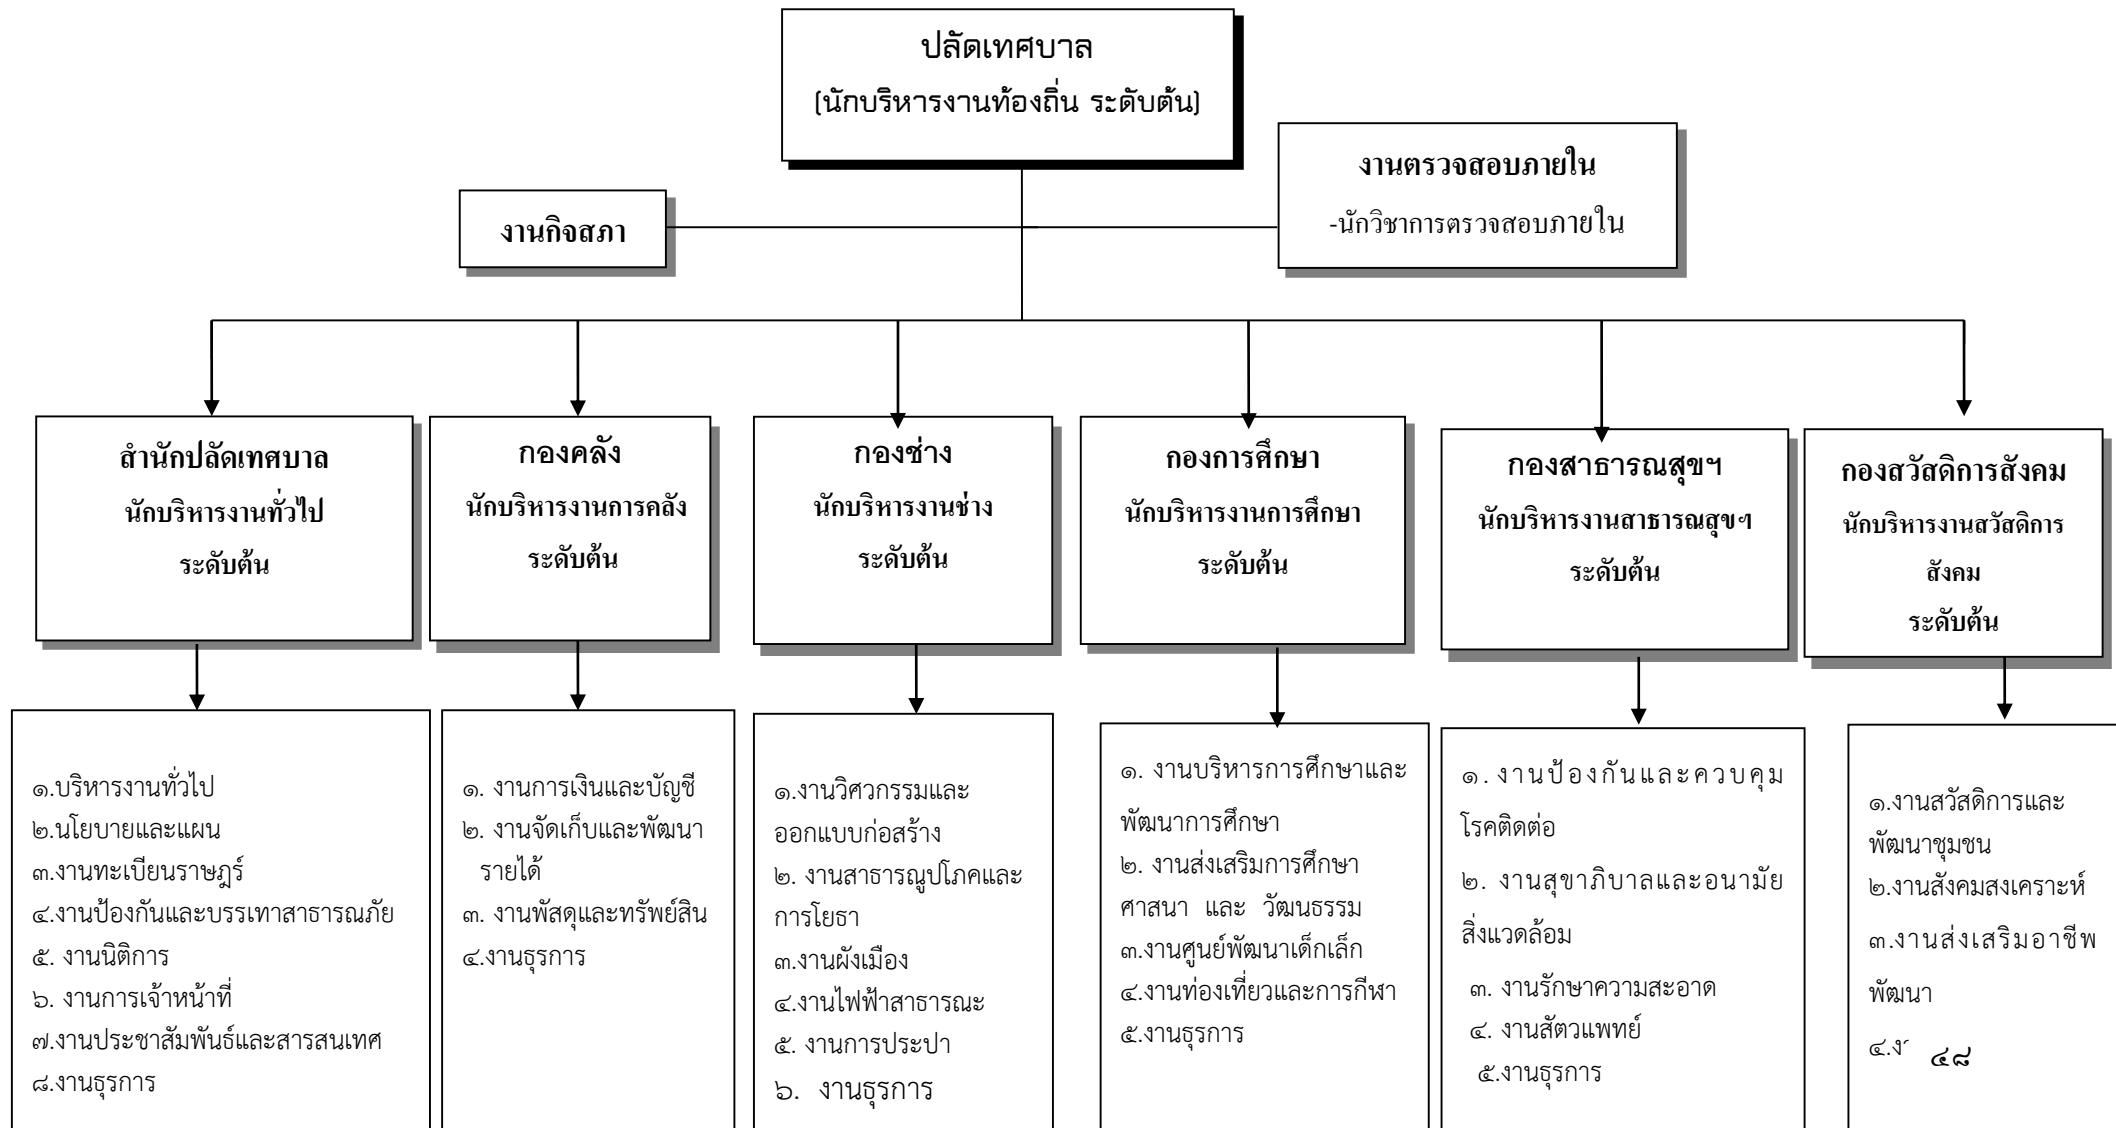 ปลัดเทศบาล
(นักบริหารงานท้องถิ่น ระดับต้น)
งานตรวจสอบภายใน
-นักวิชาการตรวจสอบภายใน
งานกิจสภา
สำนักปลัดเทศบาล
นักบริหารงานทั่วไป
ระดับต้น
กองคลัง
นักบริหารงานการคลัง
ระดับต้น
กองช่าง
นักบริหารงานช่าง
ระดับต้น
กองการศึกษา
นักบริหารงานการศึกษา
ระดับต้น
กองสาธารณสุขฯ
นักบริหารงานสาธารณสุขฯ
ระดับต้น
กองสวัสดิการสังคม
นักบริหารงานสวัสดิการ
สังคม
ระดับต้น
๑.บริหารงานทั่วไป
๒.นโยบายและแผน
๓.งานทะเบียนราษฎร์
๔.งานป้องกันและบรรเทาสาธารณภัย
๕. งานนิติการ
๖. งานการเจ้าหน้าที่
๗.งานประชาสัมพันธ์และสารสนเทศ
๘.งานธุรการ
๑. งานการเงินและบัญชี
๒. งานจัดเก็บและพัฒนา
รายได้
๓. งานพัสดุและทรัพย์สิน
๔.งานธุรการ
๑.งานวิศวกรรมและ
ออกแบบก่อสร้าง
๒. งานสาธารณูปโภคและ
การโยธา
๓.งานผังเมือง
๔.งานไฟฟ้าสาธารณะ
๕. งานการประปา
๖. งานธุรการ
๑. งานบริหารการศึกษาและ
พัฒนาการศึกษา
๒. งานส่งเสริมการศึกษา
ศาสนา และ วัฒนธรรม
๓.งานศูนย์พัฒนาเด็กเล็ก
๔.งานท่องเที่ยวและการกีฬา
๕.งานธุรการ
๑. งานป้องกันและควบคุม
โรคติดต่อ
๒. งานสุขาภิบาลและอนามัย
สิ่งแวดล้อม
๓. งานรักษาความสะอาด
๔. งานสัตวแพทย์
๕.งานธุรการ
๑.งานสวัสดิการและ
พัฒนาชุมชน
๒.งานสังคมสงเคราะห์
๓.งานส่งเสริมอาชีพ
พัฒนา
๔.
๔๘